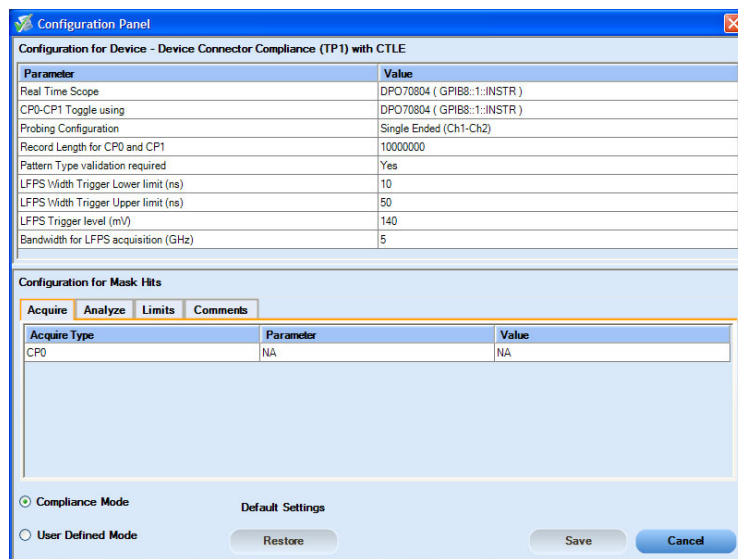 Configuration Panel
Configuration for Device - Device Connector Compliance (TP1) with CTLE
Parameter Value
Real Time Scope DPO70804 ( GPIB8::1::INSTR )
CP0-CP1 Toggle using DPO70804 ( GPIB8::1::INSTR )
Probing Configuration Single Ended (Ch1-Ch2)
Record Length for CP0 and CP1 10000000
Pattern Type validation required Yes
LFPS Width Trigger Lower limit (ns) 10
LFPS Width Trigger Upper limit (ns) 50
LFPS Trigger level (mV) 140
Bandwidth for LFPS acquisition (GHz) 5
Configuration for Mask Hits
Acquire Analyze Limits Comments
Acquire Type Parameter Value
CP0 NA NA
Compliance Mode Default Settings
User Defined Mode Restore Save Cancel